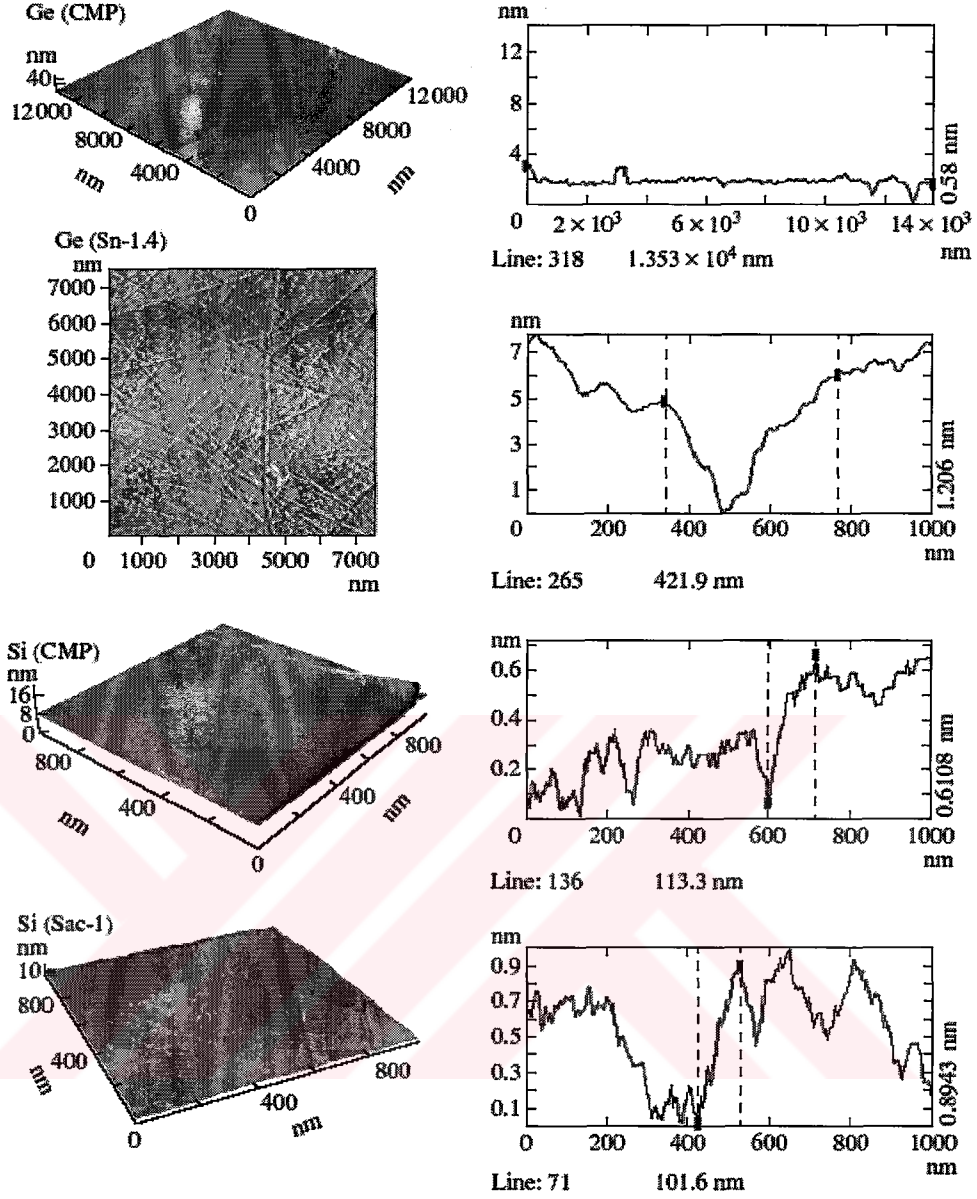 Ge (CMP)
nm
40
12000
8000
4000
nm
0
nm
8000
12000
nm
12
8
4
0 2 × 10³ 6 × 10³ 10 × 10³ 14 × 10³
nm
0.58 nm
Line: 318 1.353 × 10⁴ nm
Ge (Sn-1.4)
nm
7000
6000
5000
4000
3000
2000
1000
0 1000 3000 5000 7000
nm
nm
7
5
3
1
0 200 400 600 800 1000
nm
1.206 nm
Line: 265 421.9 nm
Si (CMP)
nm
16
8
0
800
400
nm
0
nm
400
800
nm
0.6
0.4
0.2
0 200 400 600 800 1000
nm
0.6108 nm
Line: 136 113.3 nm
Si (Sac-1)
nm
10
800
400
nm
0
400
nm
800
nm
0.9
0.7
0.5
0.3
0.1
0 200 400 600 800 1000
nm
0.8943 nm
Line: 71 101.6 nm